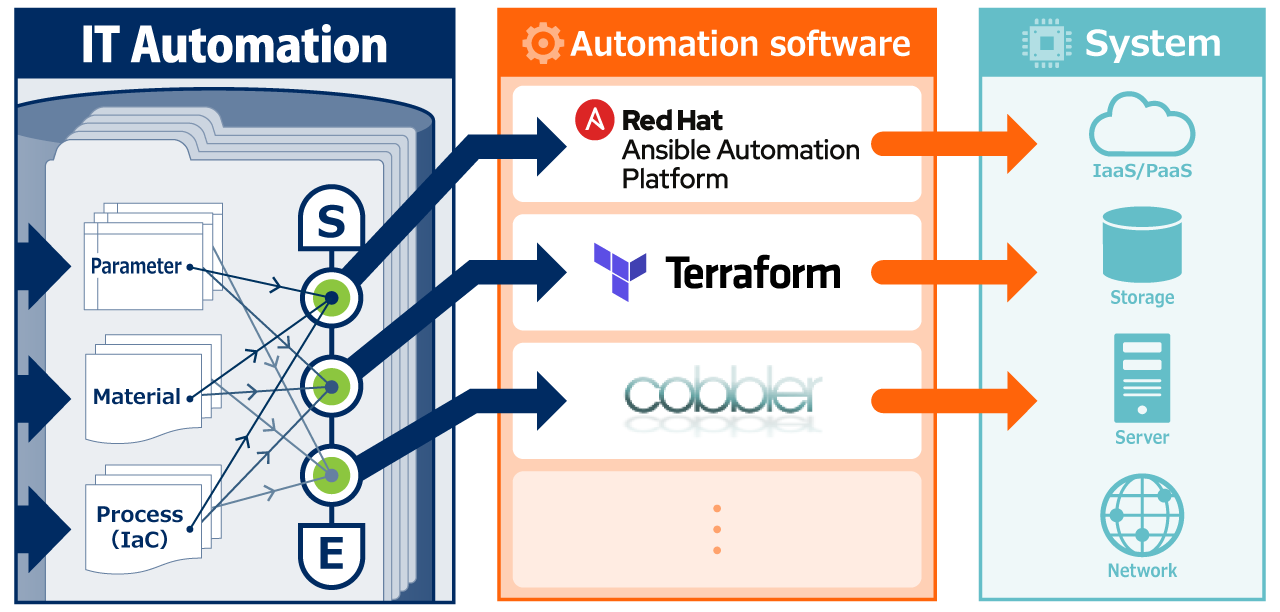 IT Automation
Parameter
Material
Process
(IaC)
S
E
Automation software
Red Hat
Ansible Automation
Platform
Terraform
cobbler
System
IaaS/PaaS
Storage
Server
Network